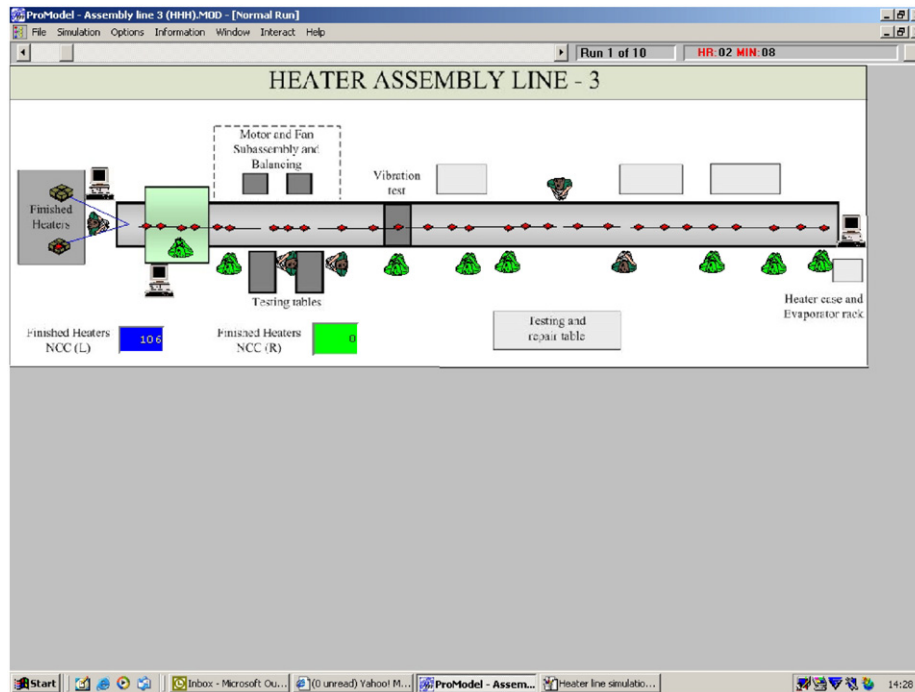 ProModel - Assembly line 3 (HHH).MOD - [Normal Run]
File Simulation Options Information Window Interact Help
Run 1 of 10 HR:02 MIN:08
HEATER ASSEMBLY LINE - 3
Motor and Fan
Subassembly and
Balancing
Vibration
test
Finished
Heaters
Testing tables
Heater case and
Evaporator rack
Testing and
repair table
Finished Heaters
NCC (L)
106
Finished Heaters
NCC (R)
0
Start Inbox - Microsoft Ou... (0 unread) Yahoo! M... ProModel - Assem... Heater line simulatio... 14:28